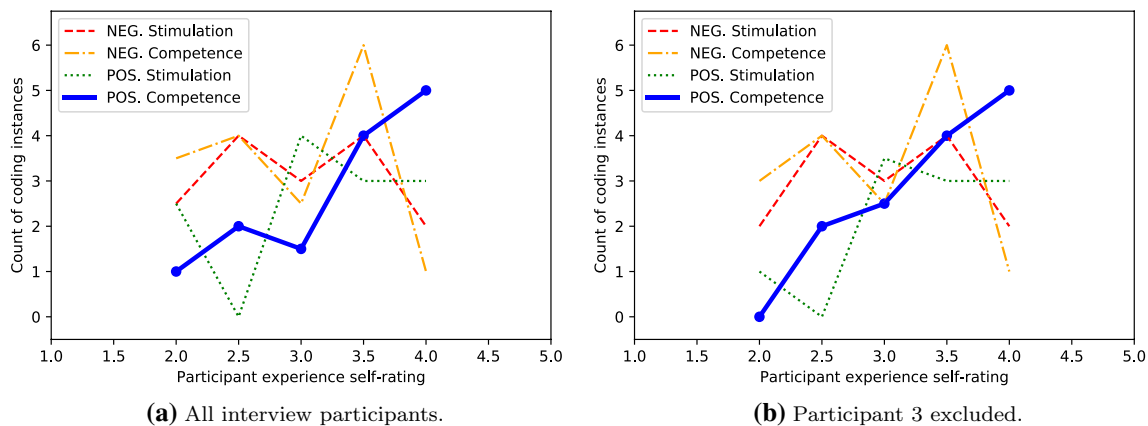 NEG. Stimulation
NEG. Competence
POS. Stimulation
POS. Competence
Count of coding instances
6
5
4
3
2
1
0
1.0 1.5 2.0 2.5 3.0 3.5 4.0 4.5 5.0
Participant experience self-rating
(a) All interview participants.
NEG. Stimulation
NEG. Competence
POS. Stimulation
POS. Competence
Count of coding instances
6
5
4
3
2
1
0
1.0 1.5 2.0 2.5 3.0 3.5 4.0 4.5 5.0
Participant experience self-rating
(b) Participant 3 excluded.